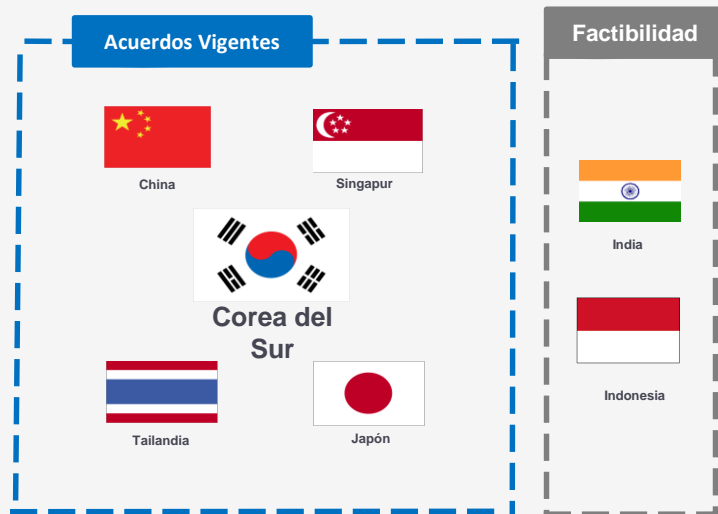 Acuerdos Vigentes
Factibilidad
China
Singapur
Corea del
Sur
Tailandia
Japón
India
Indonesia